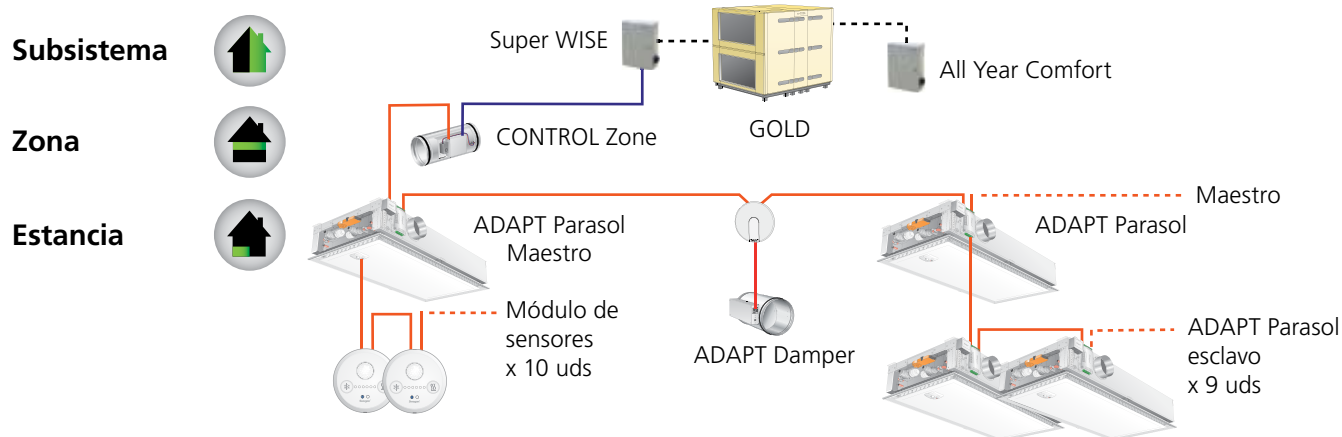 Subsistema
Super WISE
GOLD
All Year Comfort
Zona
CONTROL Zone
Estancia
ADAPT Parasol
Maestro
Maestro
ADAPT Parasol
Módulo de
sensores
x 10 uds
ADAPT Damper
ADAPT Parasol
esclavo
x 9 uds